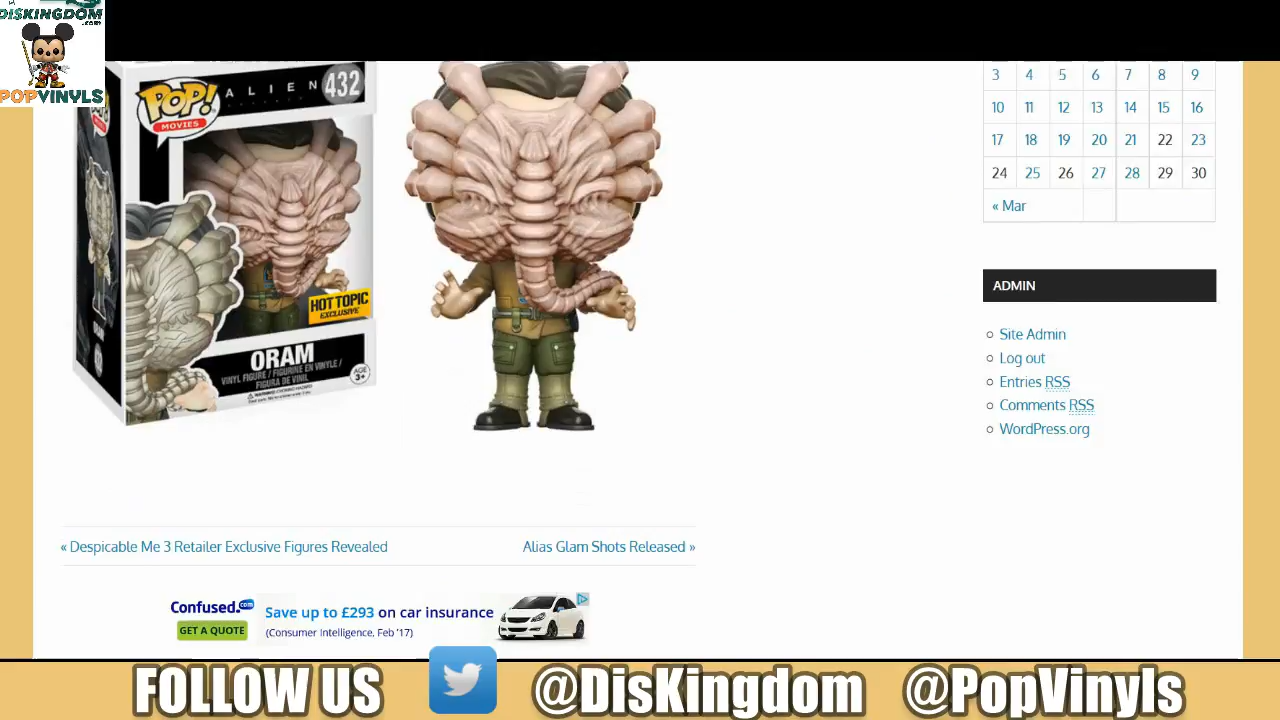 DISKINGDOM
.com
POPVINYLS
POP!
MOVIES
ALIEN
432
HOT TOPIC
EXCLUSIVE
ORAM
VINYL FIGURE / FIGURINE EN VINYLE /
FIGURA DE VINIL
AGE
3+
ORAM
3 4 5 6 7 8 9
10 11 12 13 14 15 16
17 18 19 20 21 22 23
24 25 26 27 28 29 30
« Mar
ADMIN
Site Admin
Log out
Entries RSS
Comments RSS
WordPress.org
« Despicable Me 3 Retailer Exclusive Figures Revealed
Alias Glam Shots Released »
Confused.com
GET A QUOTE
Save up to £293 on car insurance
(Consumer Intelligence, Feb '17)
FOLLOW US @DisKingdom @PopVinyls